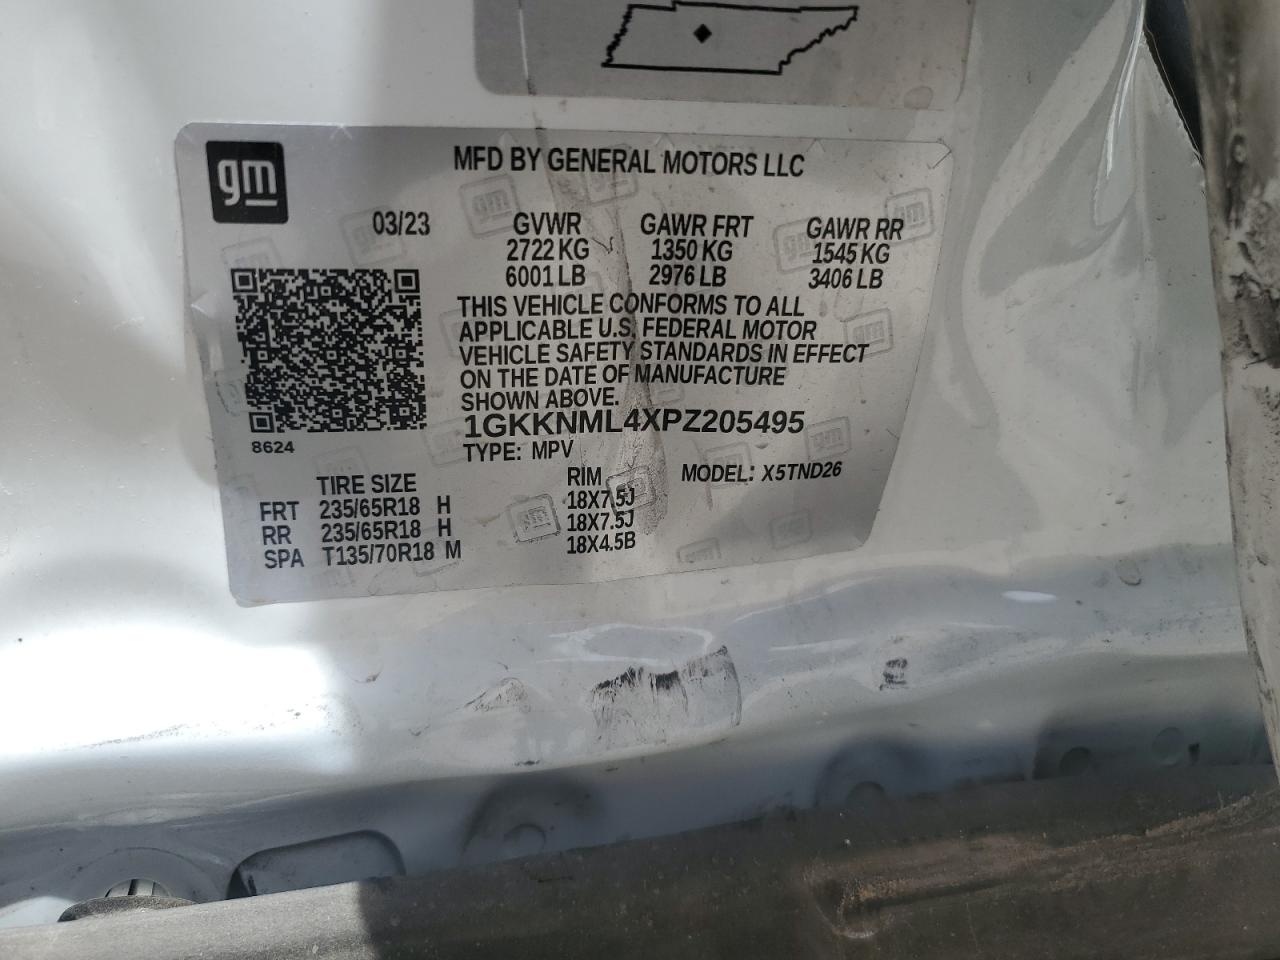 gm
MFD BY GENERAL MOTORS LLC
03/23 GVWR GAWR FRT GAWR RR
2722 KG 1350 KG 1545 KG
6001 LB 2976 LB 3406 LB
THIS VEHICLE CONFORMS TO ALL
APPLICABLE U.S. FEDERAL MOTOR
VEHICLE SAFETY STANDARDS IN EFFECT
ON THE DATE OF MANUFACTURE
SHOWN ABOVE.
1GKKNML4XPZ205495
8624
TYPE: MPV
MODEL: X5TND26
TIRE SIZE RIM
FRT 235/65R18 H 18X7.5J
RR 235/65R18 H 18X7.5J
SPA T135/70R18 M 18X4.5B